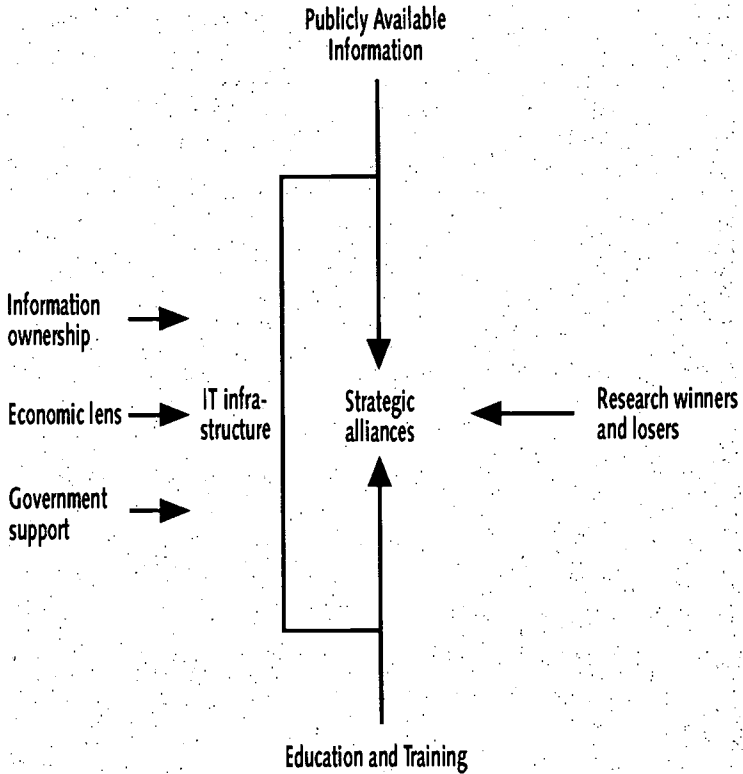 Publicly Available
Information
Information
ownership
Economic lens
IT infra-
structure
Strategic
alliances
Research winners
and losers
Government
support
Education and Training